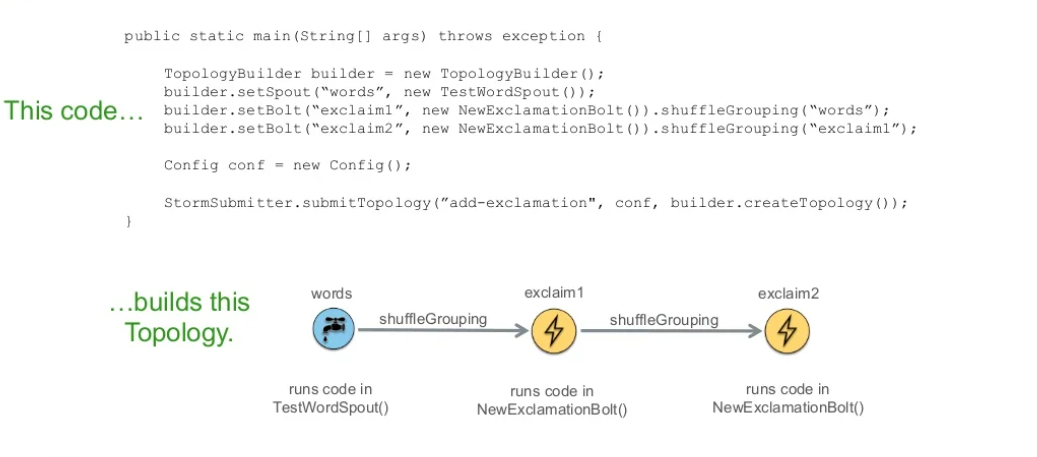 public static main(String[] args) throws exception {
TopologyBuilder builder = new TopologyBuilder();
builder.setSpout(“words”, new TestWordSpout());
This code…
builder.setBolt(“exclaim1”, new NewExclamationBolt()).shuffleGrouping(“words”);
builder.setBolt(“exclaim2”, new NewExclamationBolt()).shuffleGrouping(“exclaim1”);
Config conf = new Config();
StormSubmitter.submitTopology(”add-exclamation", conf, builder.createTopology());
}
…builds this
Topology.
words
exclaim1
exclaim2
shuffleGrouping
shuffleGrouping
runs code in
TestWordSpout()
runs code in
NewExclamationBolt()
runs code in
NewExclamationBolt()